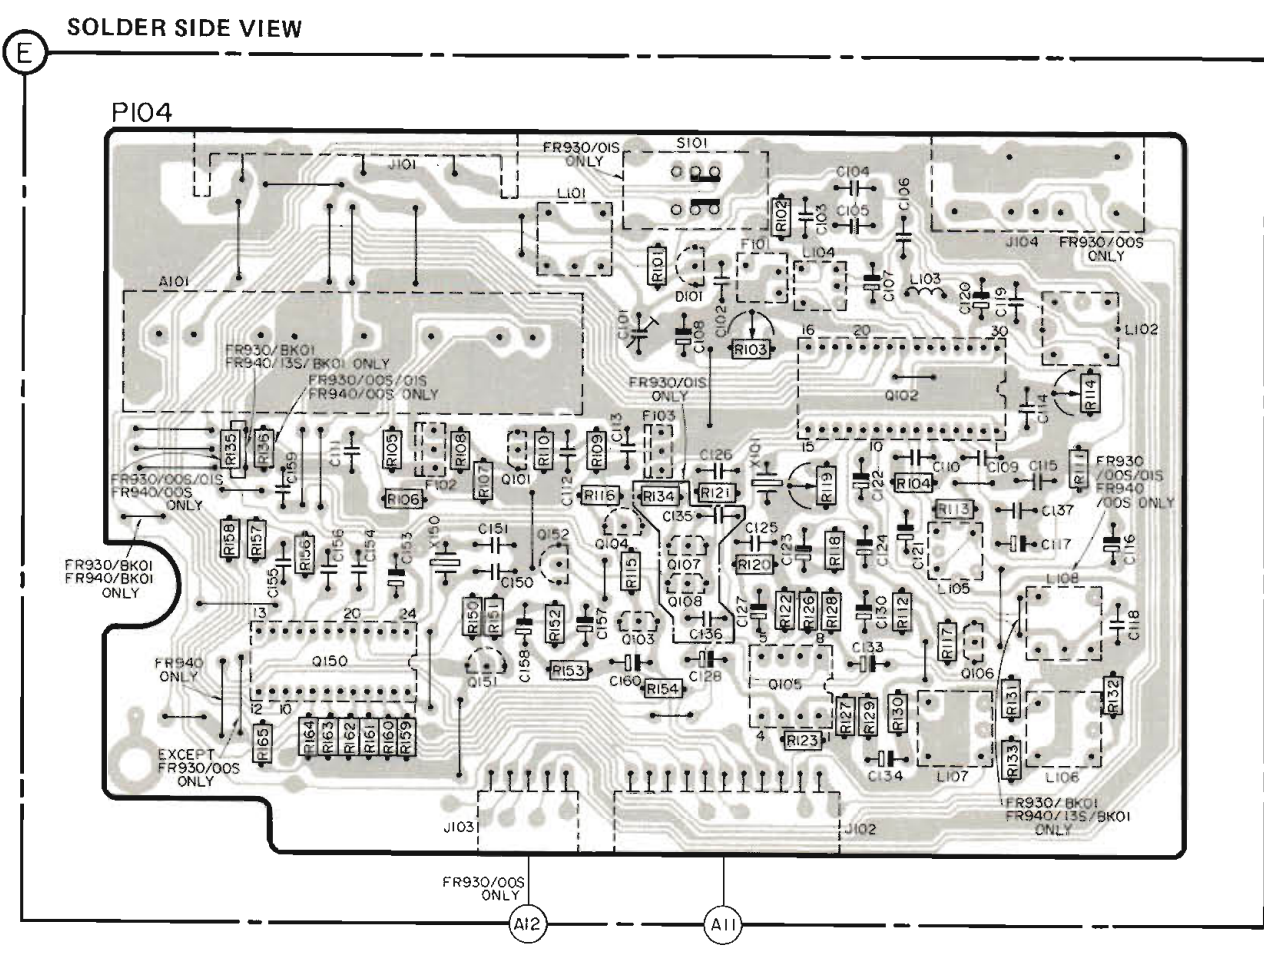 SOLDER SIDE VIEW
E
P104
FR930/01S
ONLY
S101
J101
L101
C104
R102
C103
C105
C106
J104
FR930/00S
ONLY
R101
D101
C102
F101
L104
C107
L103
C120
C119
L102
A101
C101
C108
R103
16
20
30
FR930/BK01
FR940/13S/BK01 ONLY
FR930/00S/01S
FR940/00S ONLY
FR930/01S
ONLY
Q102
R114
C114
R135
R136
C159
C111
R105
F102
R108
R107
Q101
R110
C112
R109
C113
F103
C126
X101
15
10
R119
C122
C110
C109
C115
R111
FR930
/00S/01S
FR940
/00S ONLY
FR930/00S/01S
FR940/00S
ONLY
R106
R116
R134
R121
R104
R113
C137
R158
R157
R156
C156
C154
C153
X150
C151
Q152
Q104
C135
C125
C123
R118
C124
C121
C117
C116
FR930/BK01
FR940/BK01
ONLY
C155
C150
R115
Q107
R120
L105
L108
Q108
13
20
24
R150
R151
C158
R152
C157
Q103
C136
C127
R122
R126
R128
C130
R112
C118
5
8
FR940
ONLY
Q150
Q151
R153
C160
C128
Q105
C133
R117
Q106
R154
R131
R132
12
10
EXCEPT
FR930/00S
ONLY
R165
R164
R163
R162
R161
R160
R159
4
R123
R127
R129
R130
C134
L107
R133
L106
J103
J102
FR930/BK01
FR940/13S/BK01
ONLY
FR930/00S
ONLY
A12
A11